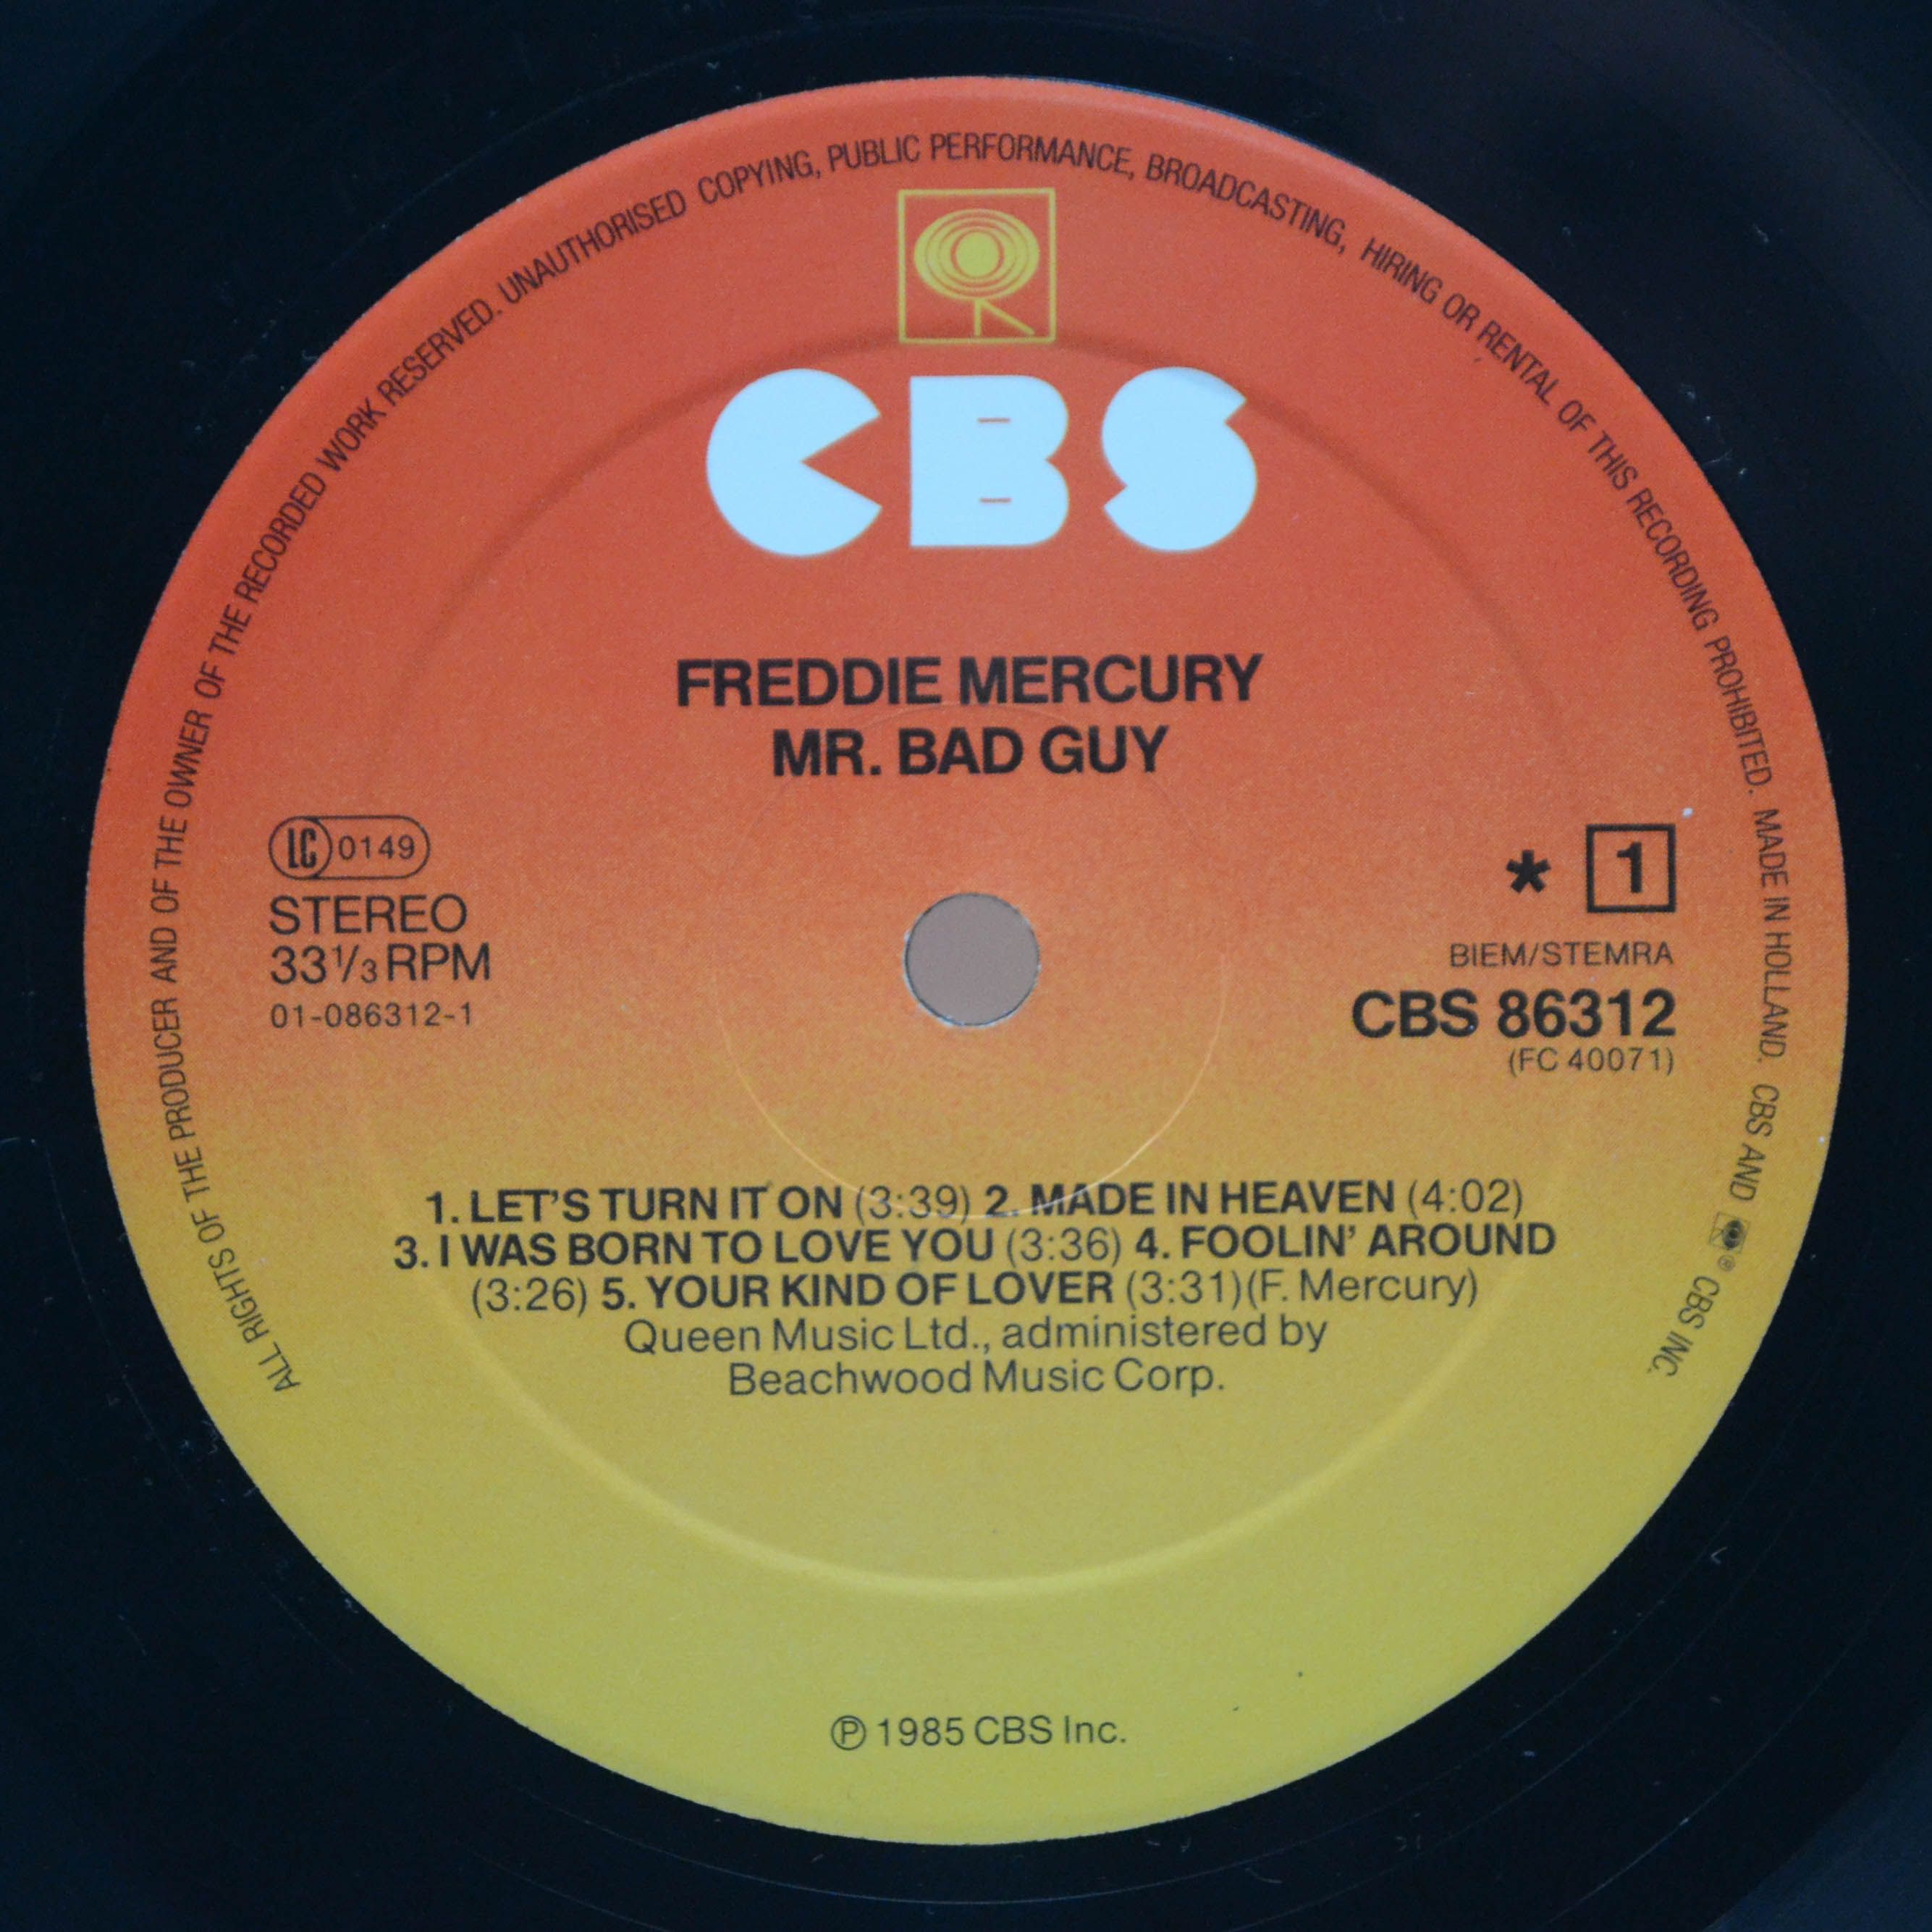 ALL RIGHTS OF THE PRODUCER AND OF THE OWNER OF THE RECORDED WORK RESERVED. UNAUTHORISED COPYING, PUBLIC PERFORMANCE, BROADCASTING, HIRING OR RENTAL OF THIS RECORDING PROHIBITED. MADE IN HOLLAND. CBS AND ® CBS INC.
CBS
FREDDIE MERCURY
MR. BAD GUY
LC 0149
STEREO
33 1/3 RPM
01-086312-1
* 1
BIEM/STEMRA
CBS 86312
(FC 40071)
1. LET'S TURN IT ON (3:39) 2. MADE IN HEAVEN (4:02)
3. I WAS BORN TO LOVE YOU (3:36) 4. FOOLIN' AROUND
(3:26) 5. YOUR KIND OF LOVER (3:31)(F. Mercury)
Queen Music Ltd., administered by
Beachwood Music Corp.
℗ 1985 CBS Inc.